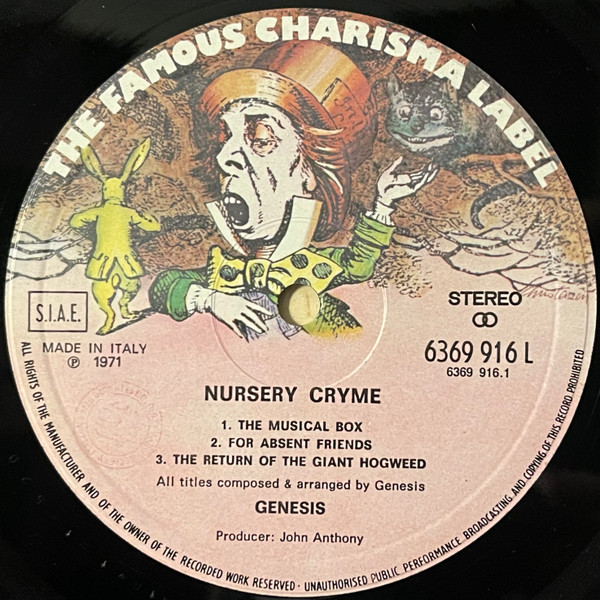 THE FAMOUS CHARISMA LABEL
S.I.A.E.
MADE IN ITALY
℗ 1971
STEREO
6369 916 L
6369 916.1
NURSERY CRYME
1. THE MUSICAL BOX
2. FOR ABSENT FRIENDS
3. THE RETURN OF THE GIANT HOGWEED
All titles composed & arranged by Genesis
GENESIS
Producer: John Anthony
ALL RIGHTS OF THE MANUFACTURER AND OF THE OWNER OF THE RECORDED WORK RESERVED · UNAUTHORISED PUBLIC PERFORMANCE BROADCASTING AND COPYING OF THIS RECORD PROHIBITED